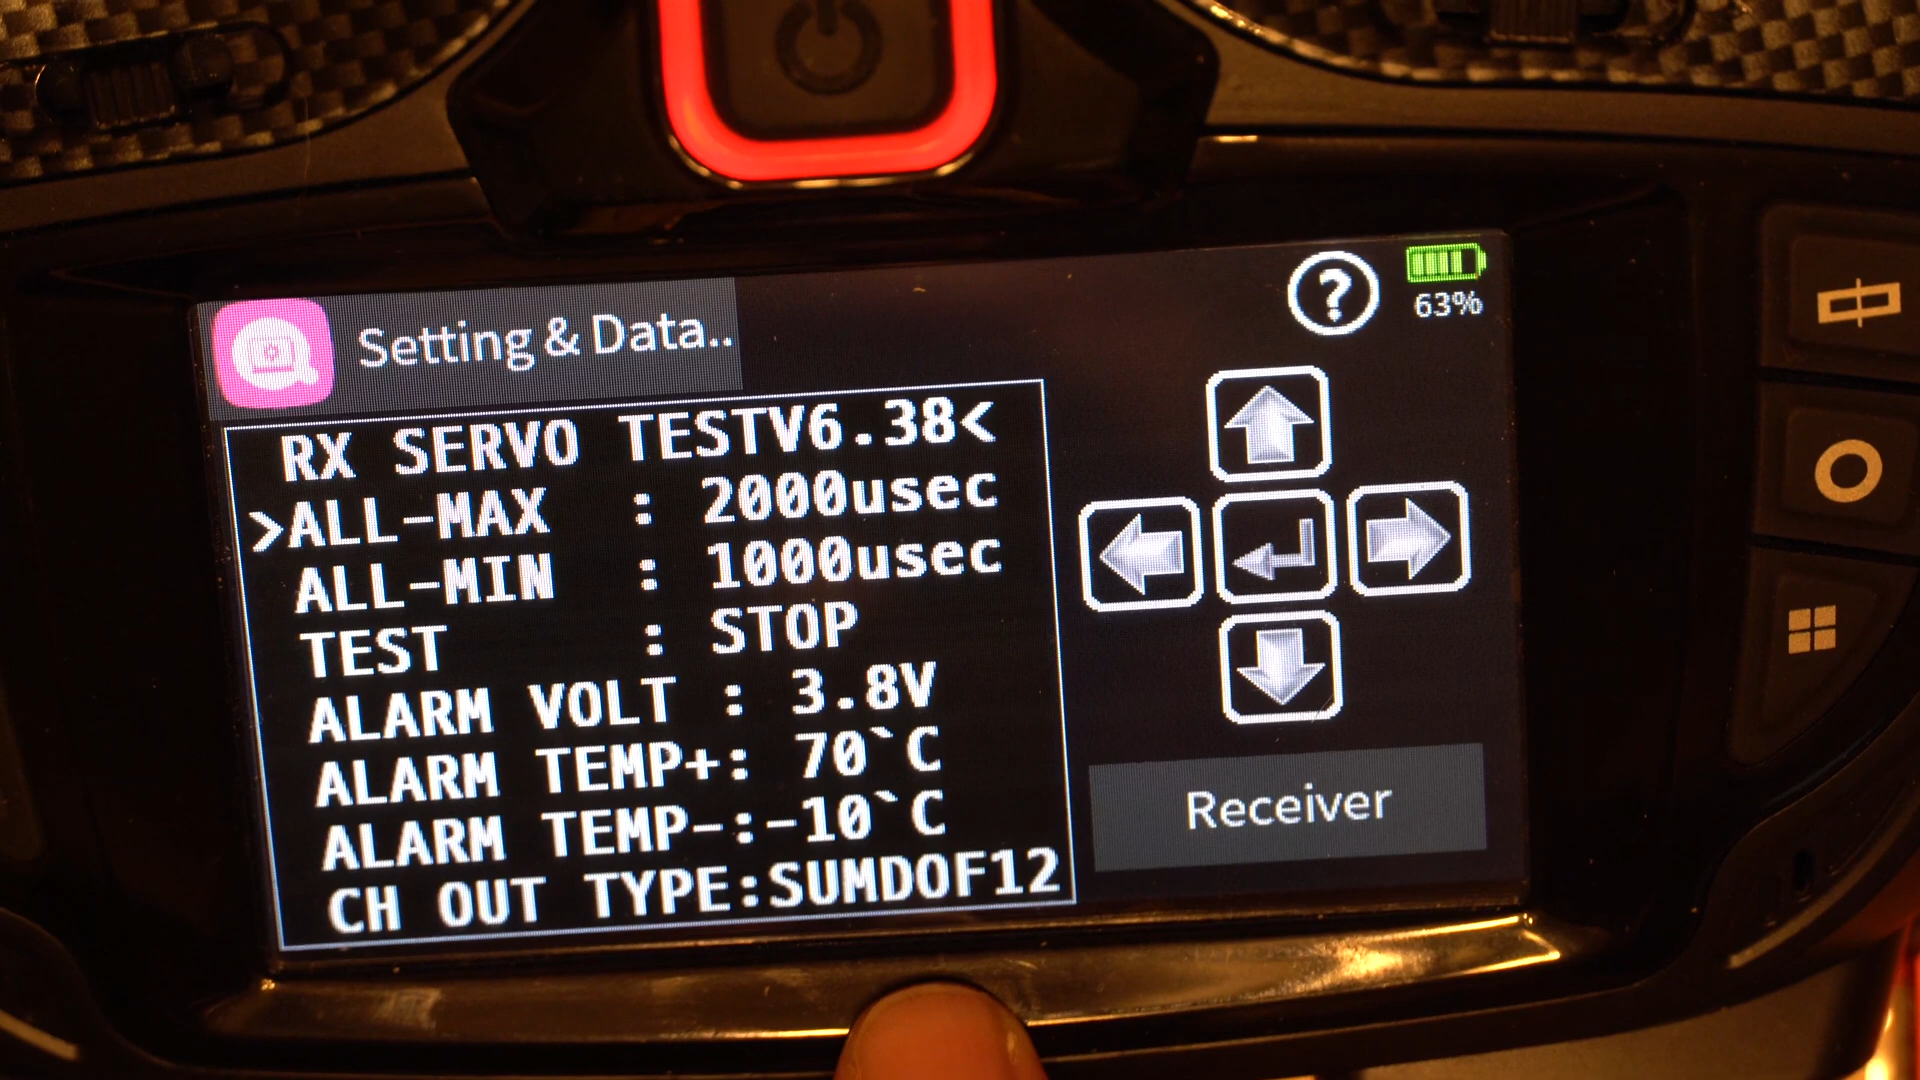 Setting & Data..
63%
RX SERVO TESTV6.38<
>ALL-MAX : 2000usec
ALL-MIN : 1000usec
TEST : STOP
ALARM VOLT : 3.8V
ALARM TEMP+: 70`C
ALARM TEMP-:-10`C
CH OUT TYPE:SUMDOF12
Receiver